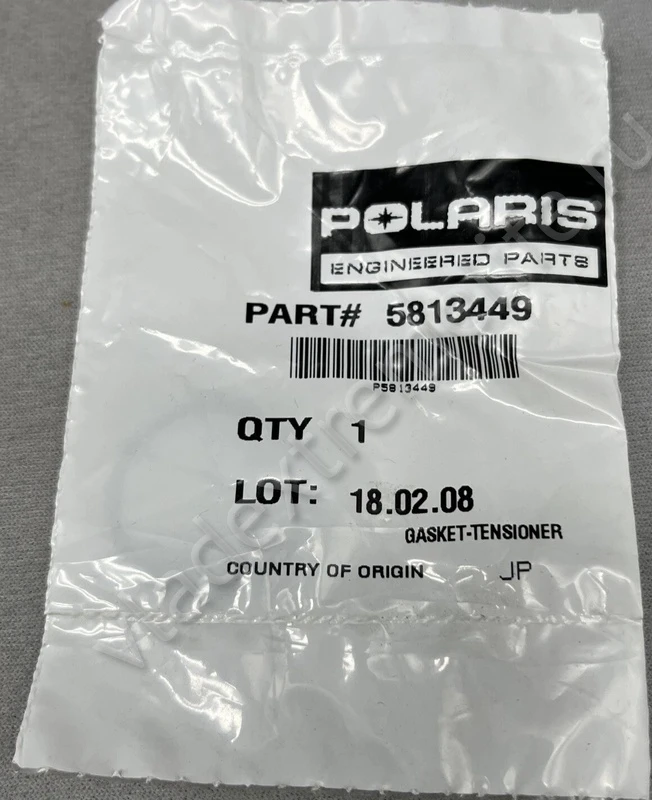 POLARIS
ENGINEERED PARTS
PART# 5813449
P5813449
QTY 1
LOT: 18.02.08
GASKET-TENSIONER
COUNTRY OF ORIGIN JP